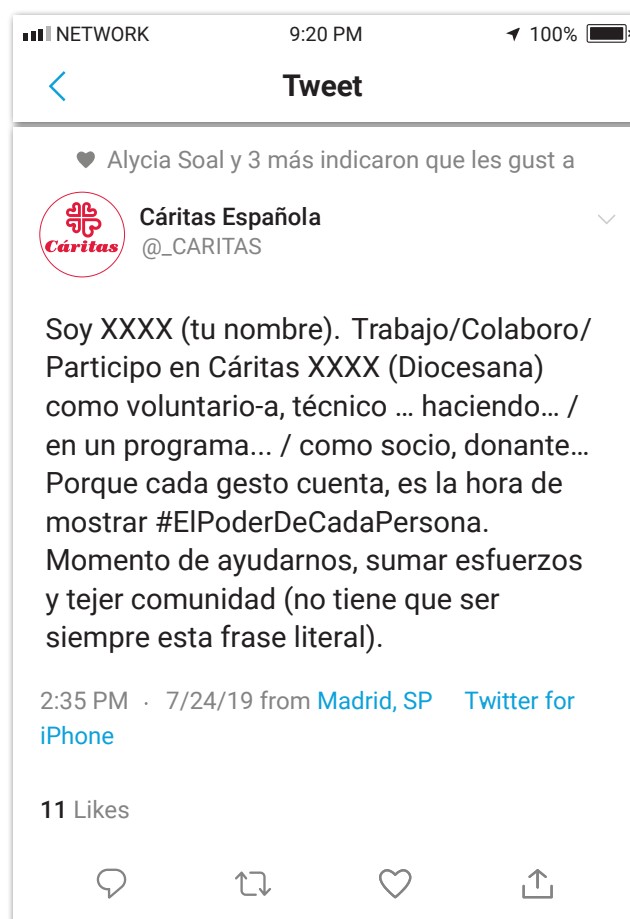 NETWORK 9:20 PM 100%
Tweet
Alycia Soal y 3 más indicaron que les gust a
Cáritas
Cáritas Española
@_CARITAS
Soy XXXX (tu nombre). Trabajo/Colaboro/
Participo en Cáritas XXXX (Diocesana)
como voluntario-a, técnico ... haciendo... /
en un programa... / como socio, donante...
Porque cada gesto cuenta, es la hora de
mostrar #ElPoderDeCadaPersona.
Momento de ayudarnos, sumar esfuerzos
y tejer comunidad (no tiene que ser
siempre esta frase literal).
2:35 PM · 7/24/19 from Madrid, SP Twitter for
iPhone
11 Likes